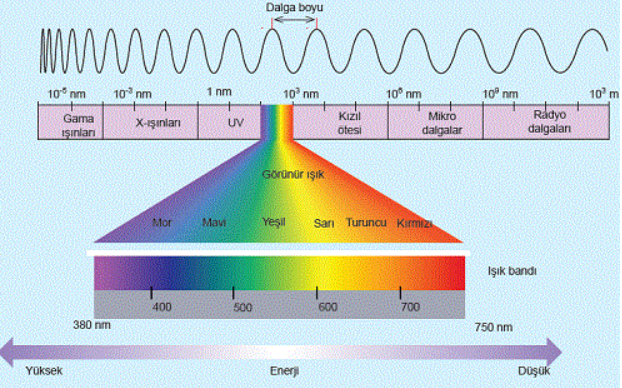 Dalga boyu
10⁻⁵ nm 10⁻³ nm 1 nm 10³ nm 10⁶ nm 10⁹ nm 10³ m
Gama
ışınları
X-ışınları
UV
Kızıl
ötesi
Mikro
dalgalar
Radyo
dalgaları
Görünür ışık
Mor Mavi Yeşil Sarı Turuncu Kırmızı
Işık bandı
400 500 600 700
380 nm 750 nm
Yüksek Enerji Düşük